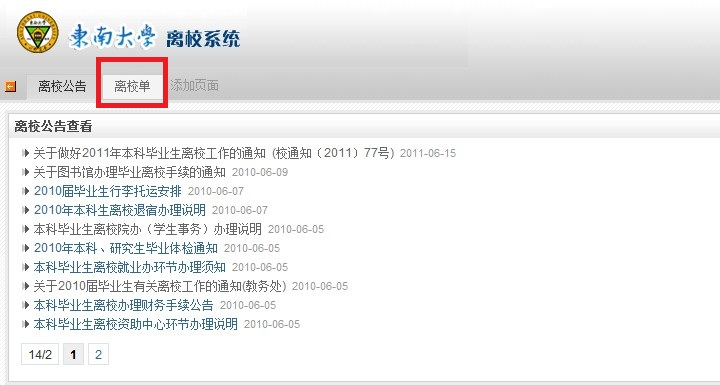 東南大學 离校系统
离校公告 离校单 添加页面
离校公告查看
关于做好2011年本科毕业生离校工作的通知 (校通知（2011）77号) 2011-06-15
关于图书馆办理毕业离校手续的通知 2010-06-09
2010届毕业生行李托运安排 2010-06-07
2010年本科生离校退宿办理说明 2010-06-07
本科毕业生离校院办（学生事务）办理说明 2010-06-05
2010年本科、研究生毕业体检通知 2010-06-05
本科毕业生离校就业办环节办理须知 2010-06-05
关于2010届毕业生有关离校工作的通知(教务处) 2010-06-05
本科毕业生离校办理财务手续公告 2010-06-05
本科毕业生离校资助中心环节办理说明 2010-06-05
14/2 1 2